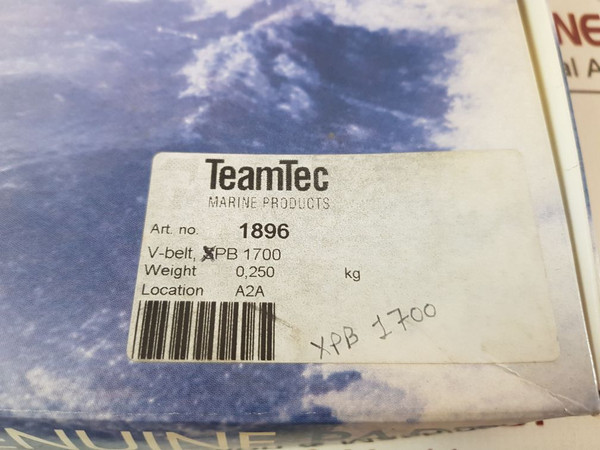 TeamTec
MARINE PRODUCTS
Art. no. 1896
V-belt, XPB 1700
Weight 0,250 kg
Location A2A
XPB 1700